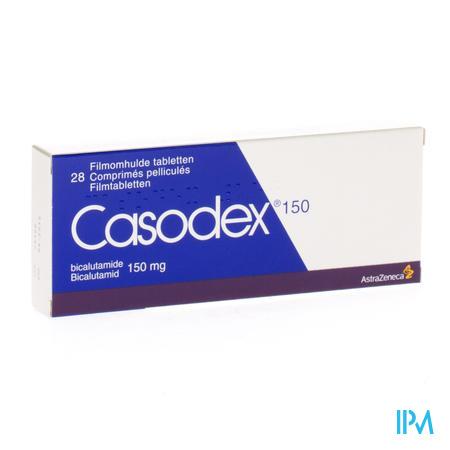 Filmomhulde tabletten
28 Comprimés pelliculés
Filmtabletten
Casodex® 150
bicalutamide
Bicalutamid 150 mg
AstraZeneca
IPM